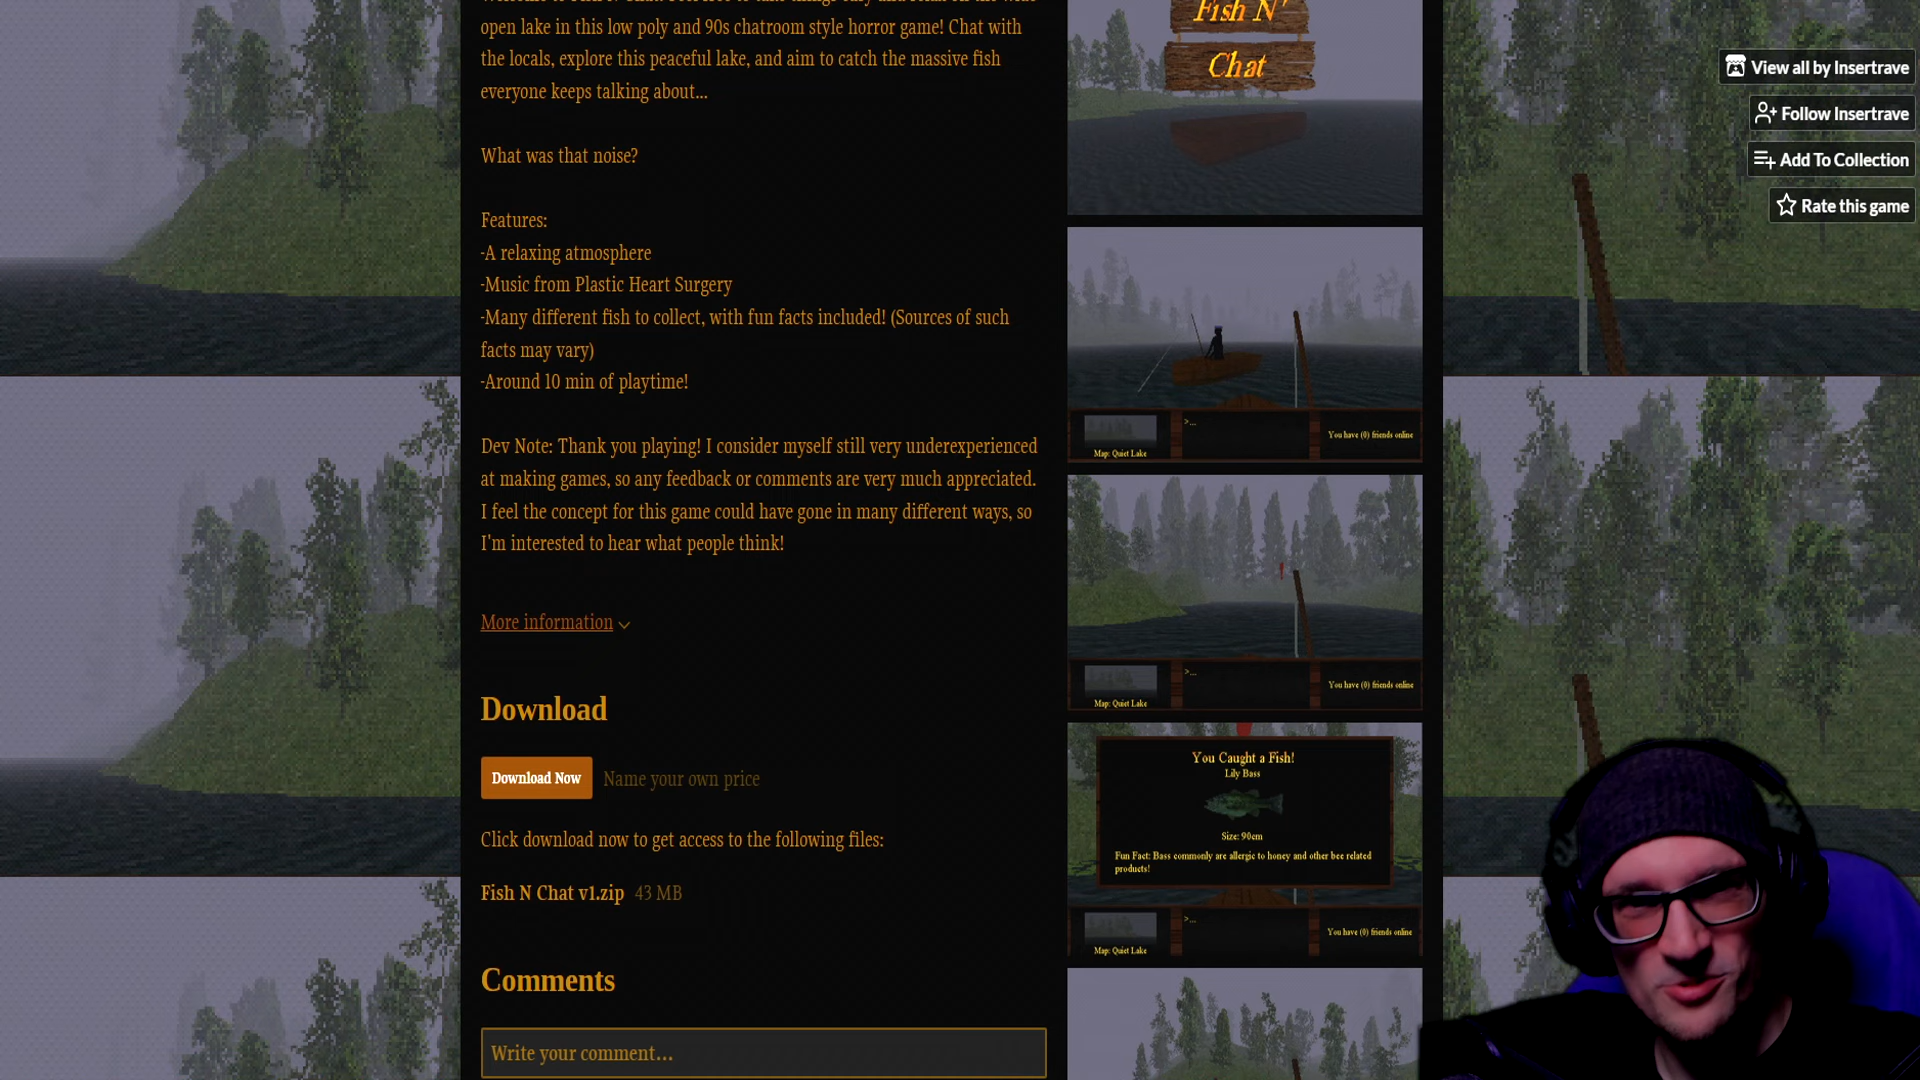 open lake in this low poly and 90s chatroom style horror game! Chat with
the locals, explore this peaceful lake, and aim to catch the massive fish
everyone keeps talking about...
What was that noise?
Features:
-A relaxing atmosphere
-Music from Plastic Heart Surgery
-Many different fish to collect, with fun facts included! (Sources of such
facts may vary)
-Around 10 min of playtime!
Dev Note: Thank you playing! I consider myself still very underexperienced
at making games, so any feedback or comments are very much appreciated.
I feel the concept for this game could have gone in many different ways, so
I'm interested to hear what people think!
More information
Download
Download Now Name your own price
Click download now to get access to the following files:
Fish N Chat v1.zip 43 MB
Comments
Write your comment...
Fish N'
Chat
>...
You have (0) friends online
Map: Quiet Lake
>...
You have (0) friends online
Map: Quiet Lake
You Caught a Fish!
Lily Bass
Size: 90cm
Fun Fact: Bass commonly are allergic to honey and other bee related
products!
>...
You have (0) friends online
Map: Quiet Lake
View all by Insertrave
Follow Insertrave
Add To Collection
Rate this game